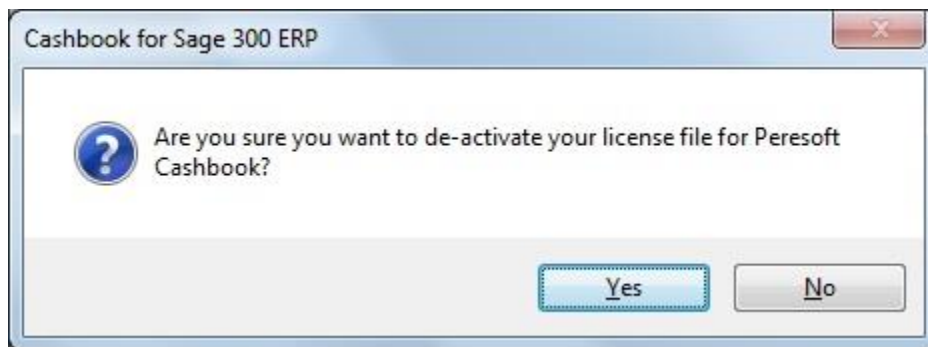 Cashbook for Sage 300 ERP
Are you sure you want to de-activate your license file for Peresoft
Cashbook?
Yes
No